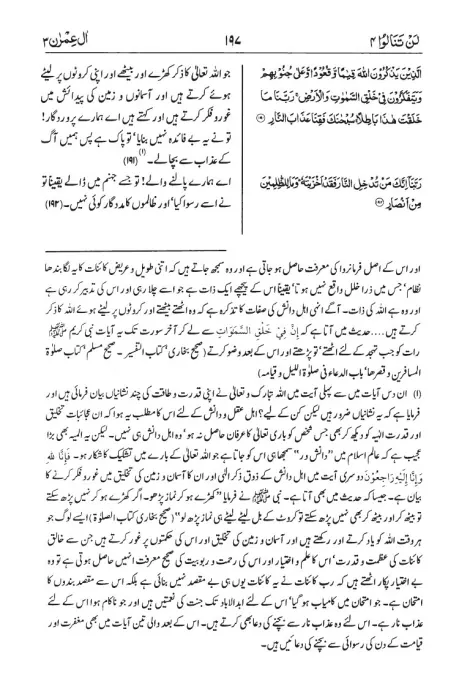 لن تنالوا ۴
۱۹۷
آل عمران ۳
الَّذِينَ يَذْكُرُونَ اللَّهَ قِيَامًا وَقُعُودًا وَعَلَىٰ جُنُوبِهِمْ
وَيَتَفَكَّرُونَ فِي خَلْقِ السَّمَاوَاتِ وَالْأَرْضِ رَبَّنَا مَا
خَلَقْتَ هَٰذَا بَاطِلًا سُبْحَانَكَ فَقِنَا عَذَابَ النَّارِ
رَبَّنَا إِنَّكَ مَنْ تُدْخِلِ النَّارَ فَقَدْ أَخْزَيْتَهُ وَمَا لِلظَّالِمِينَ
مِنْ أَنْصَارٍ
جو اللہ تعالیٰ کا ذکر کھڑے اور بیٹھے اور اپنی کروٹوں پر لیٹے
ہوئے کرتے ہیں اور آسمانوں و زمین کی پیدائش میں
غور و فکر کرتے ہیں اور کہتے ہیں اے ہمارے پروردگار!
تو نے یہ بے فائدہ نہیں بنایا، تو پاک ہے پس ہمیں آگ
کے عذاب سے بچا لے۔ (۱) (۱۹۱)
اے ہمارے پالنے والے! تو جسے جہنم میں ڈالے یقیناً تو
نے اسے رسوا کیا، اور ظالموں کا مددگار کوئی نہیں۔ (۱۹۲)
اور اس کے اصل فرمانروا کی معرفت حاصل ہو جاتی ہے اور وہ سمجھ جاتے ہیں کہ اتنی طویل و عریض کائنات کا یہ لگا بندھا
نظام، جس میں ذرا خلل واقع نہیں ہوتا، یقیناً اس کے پیچھے ایک ذات ہے جو اسے چلا رہی اور اس کی تدبیر کر رہی ہے
اور وہ ہے اللہ کی ذات۔ آگے انہی اہل دانش کی صفات کا تذکرہ ہے کہ وہ اٹھتے بیٹھتے اور کروٹوں پر لیٹے ہوئے اللہ کا ذکر
کرتے ہیں.... حدیث میں آتا ہے کہ إِنَّ فِي خَلْقِ السَّمَوَاتِ سے لے کر آخر سورت تک یہ آیات نبی کریم ﷺ
رات کو جب تہجد کے لئے اٹھتے، تو پڑھتے اور اس کے بعد وضو کرتے (صحیح بخاری، کتاب التفسیر۔ صحیح مسلم، کتاب صلوٰۃ
المسافرین و قصرھا، باب الدعاء فی صلوٰۃ اللیل و قیامہ)
(۱) ان دس آیات میں سے پہلی آیت میں اللہ تبارک و تعالیٰ نے اپنی قدرت و طاقت کی چند نشانیاں بیان فرمائی ہیں اور
فرمایا ہے کہ یہ نشانیاں ضرور ہیں لیکن کن کے لیے؟ اہل عقل و دانش کے لئے اس کا مطلب یہ ہوا کہ ان عجائبات تخلیق
اور قدرت الہیہ کو دیکھ کر بھی جس شخص کو باری تعالیٰ کا عرفان حاصل نہ ہو، وہ اہل دانش ہی نہیں۔ لیکن یہ المیہ بھی بڑا
عجیب ہے کہ عالم اسلام میں "دانش ور" سمجھا ہی اس کو جاتا ہے جو اللہ تعالیٰ کے بارے میں تشکیک کا شکار ہو۔ فَإِنَّا لِلَّهِ
وَإِنَّا إِلَيْهِ رَاجِعُونَ دوسری آیت میں اہل دانش کے ذوق ذکر الٰہی اور ان کا آسمان و زمین کی تخلیق میں غور و فکر کرنے کا
بیان ہے۔ جیسا کہ حدیث میں بھی آتا ہے۔ نبی ﷺ نے فرمایا "کھڑے ہو کر نماز پڑھو۔ اگر کھڑے ہو کر نہیں پڑھ سکتے
تو بیٹھ کر اور بیٹھ کر بھی نہیں پڑھ سکتے تو کروٹ کے بل لیٹے لیٹے ہی نماز پڑھ لو" (صحیح بخاری کتاب الصلوٰۃ) ایسے لوگ جو
ہر وقت اللہ کو یاد کرتے اور رکھتے ہیں اور آسمان و زمین کی تخلیق اور اس کی حکمتوں پر غور کرتے ہیں جن سے خالق
کائنات کی عظمت و قدرت، اس کا علم و اختیار اور اس کی رحمت و ربوبیت کی صحیح معرفت انہیں حاصل ہوتی ہے تو وہ
بے اختیار پکار اٹھتے ہیں کہ رب کائنات نے یہ کائنات یوں ہی بے مقصد نہیں بنائی ہے بلکہ اس سے مقصد بندوں کا
امتحان ہے۔ جو امتحان میں کامیاب ہو گیا، اس کے لئے ابدالآباد تک جنت کی نعمتیں ہیں اور جو ناکام ہوا اس کے لئے
عذاب نار ہے۔ اس لئے وہ عذاب نار سے بچنے کی دعا بھی کرتے ہیں۔ اس کے بعد والی تین آیات میں بھی مغفرت اور
قیامت کے دن کی رسوائی سے بچنے کی دعائیں ہیں۔